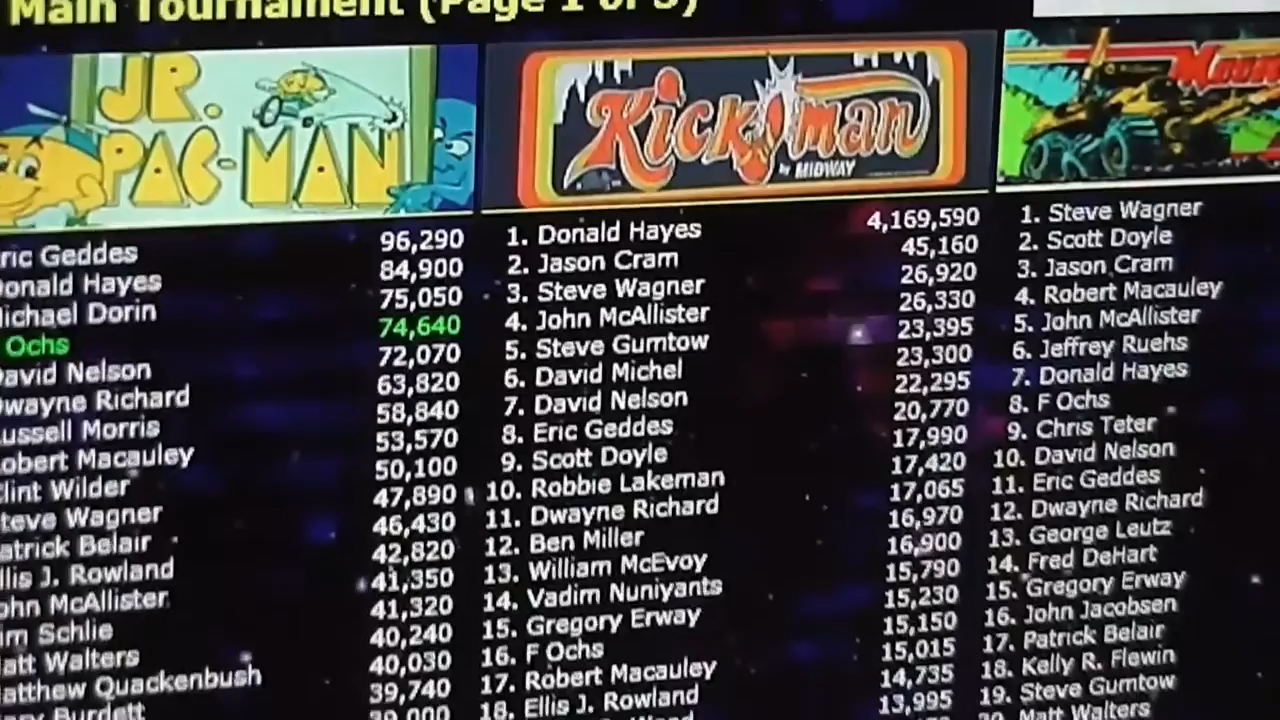 Main Tournament (Page 1 of 3)
JR.
PAC-MAN
ric Geddes 96,290
onald Hayes 84,900
ichael Dorin 75,050
Ochs 74,640
avid Nelson 72,070
wayne Richard 63,820
ussell Morris 58,840
obert Macauley 53,570
lint Wilder 50,100
teve Wagner 47,890
atrick Belair 46,430
llis J. Rowland 42,820
ohn McAllister 41,350
im Schlie 41,320
att Walters 40,240
atthew Quackenbush 40,030
Burdett 39,740
Kickman
by MIDWAY
1. Donald Hayes 4,169,590
2. Jason Cram 45,160
3. Steve Wagner 26,920
4. John McAllister 26,330
5. Steve Gumtow 23,395
6. David Michel 23,300
7. David Nelson 22,295
8. Eric Geddes 20,770
9. Scott Doyle 17,990
10. Robbie Lakeman 17,420
11. Dwayne Richard 17,065
12. Ben Miller 16,970
13. William McEvoy 16,900
14. Vadim Nuniyants 15,790
15. Gregory Erway 15,230
16. F Ochs 15,150
17. Robert Macauley 15,015
18. Ellis J. Rowland 14,735
13,995
Moon
1. Steve Wagner
2. Scott Doyle
3. Jason Cram
4. Robert Macauley
5. John McAllister
6. Jeffrey Ruehs
7. Donald Hayes
8. F Ochs
9. Chris Teter
10. David Nelson
11. Eric Geddes
12. Dwayne Richard
13. George Leutz
14. Fred DeHart
15. Gregory Erway
16. John Jacobsen
17. Patrick Belair
18. Kelly R. Flewin
19. Steve Gumtow
20. Matt Walters